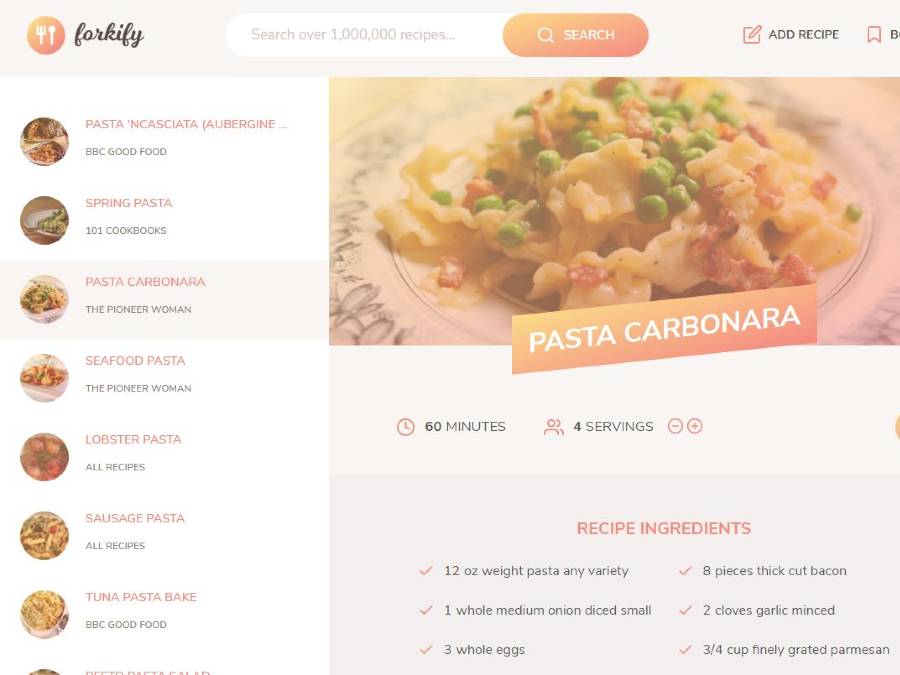 forkify
Search over 1,000,000 recipes...
SEARCH
ADD RECIPE
PASTA 'NCASCIATA (AUBERGINE ...
BBC GOOD FOOD
SPRING PASTA
101 COOKBOOKS
PASTA CARBONARA
THE PIONEER WOMAN
SEAFOOD PASTA
THE PIONEER WOMAN
LOBSTER PASTA
ALL RECIPES
SAUSAGE PASTA
ALL RECIPES
TUNA PASTA BAKE
BBC GOOD FOOD
PASTA CARBONARA
60 MINUTES
4 SERVINGS
RECIPE INGREDIENTS
12 oz weight pasta any variety
8 pieces thick cut bacon
1 whole medium onion diced small
2 cloves garlic minced
3 whole eggs
3/4 cup finely grated parmesan